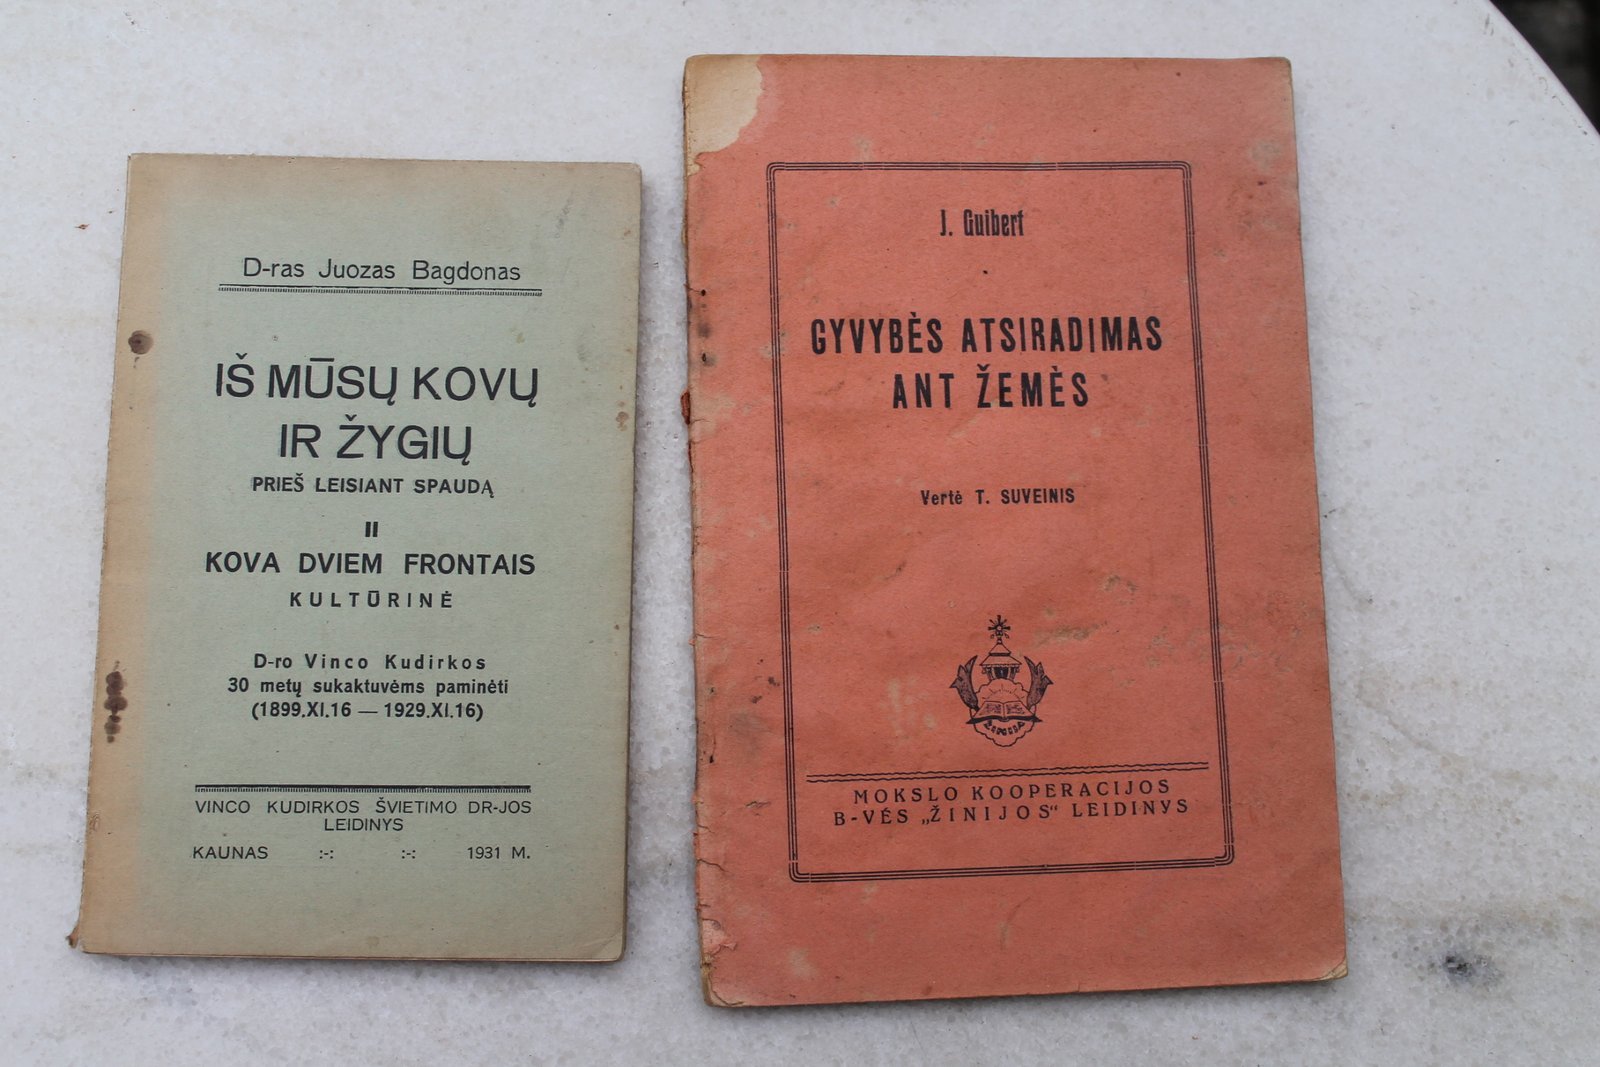 D-ras Juozas Bagdonas
IŠ MŪSŲ KOVŲ
IR ŽYGIŲ
PRIEŠ LEISIANT SPAUDĄ
II
KOVA DVIEM FRONTAIS
KULTŪRINĖ
D-ro Vinco Kudirkos
30 metų sukaktuvėms paminėti
(1899.XI.16 — 1929.XI.16)
VINCO KUDIRKOS ŠVIETIMO DR-JOS
LEIDINYS
KAUNAS :-: :-: 1931 M.
J. Guibert
GYVYBĖS ATSIRADIMAS
ANT ŽEMĖS
Vertė T. SUVEINIS
ŽINIJA
MOKSLO KOOPERACIJOS
B-VĖS „ŽINIJOS“ LEIDINYS